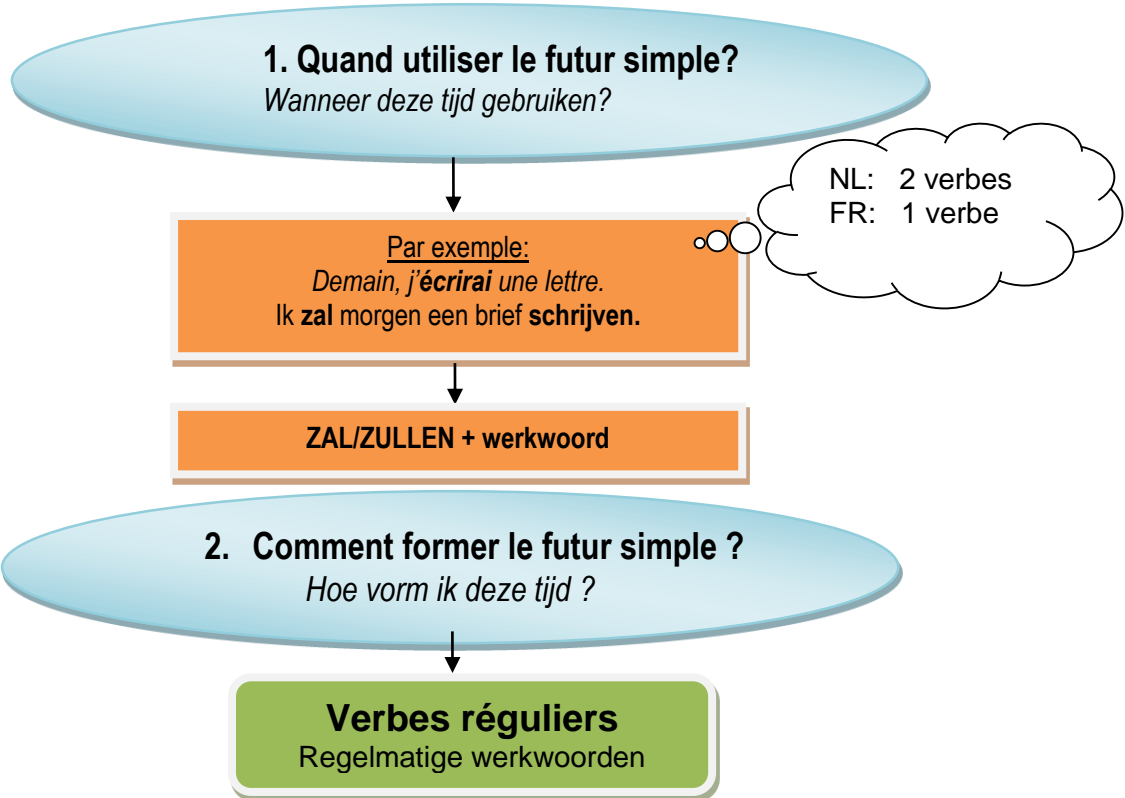 1. Quand utiliser le futur simple?
Wanneer deze tijd gebruiken?
NL: 2 verbes
FR: 1 verbe
Par exemple:
Demain, j'écrirai une lettre.
Ik zal morgen een brief schrijven.
ZAL/ZULLEN + werkwoord
2. Comment former le futur simple ?
Hoe vorm ik deze tijd ?
Verbes réguliers
Regelmatige werkwoorden